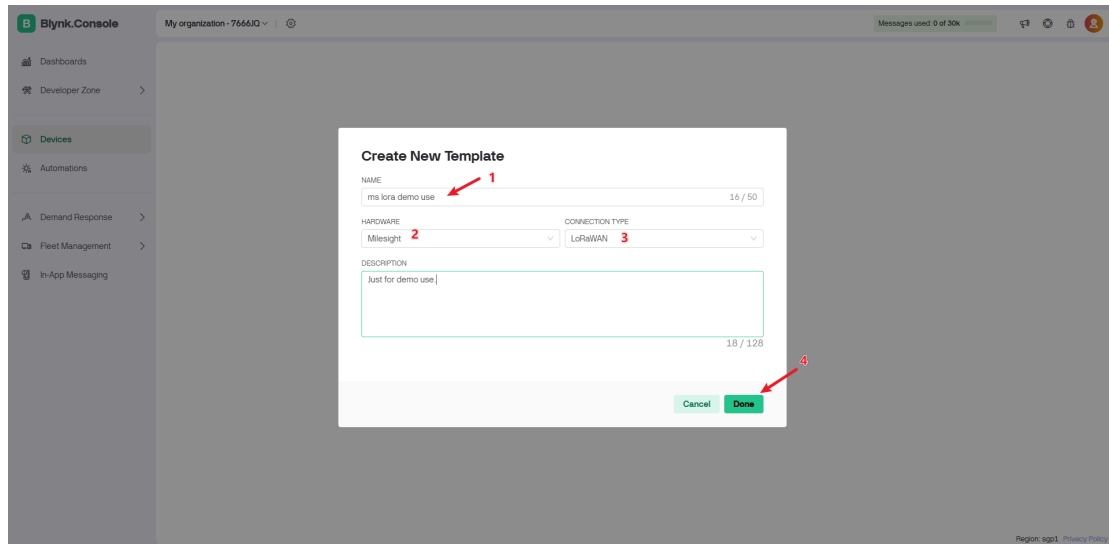 B Blynk.Console
My organization - 7666JQ
Messages used: 0 of 30k
Dashboards
Developer Zone
Devices
Automations
Demand Response
Fleet Management
In-App Messaging
Create New Template
NAME
1
ms lora demo use
16 / 50
HARDWARE
CONNECTION TYPE
Milesight 2
LoRaWAN 3
DESCRIPTION
Just for demo use.
18 / 128
4
Cancel
Done
Region: sgp1 Privacy Policy